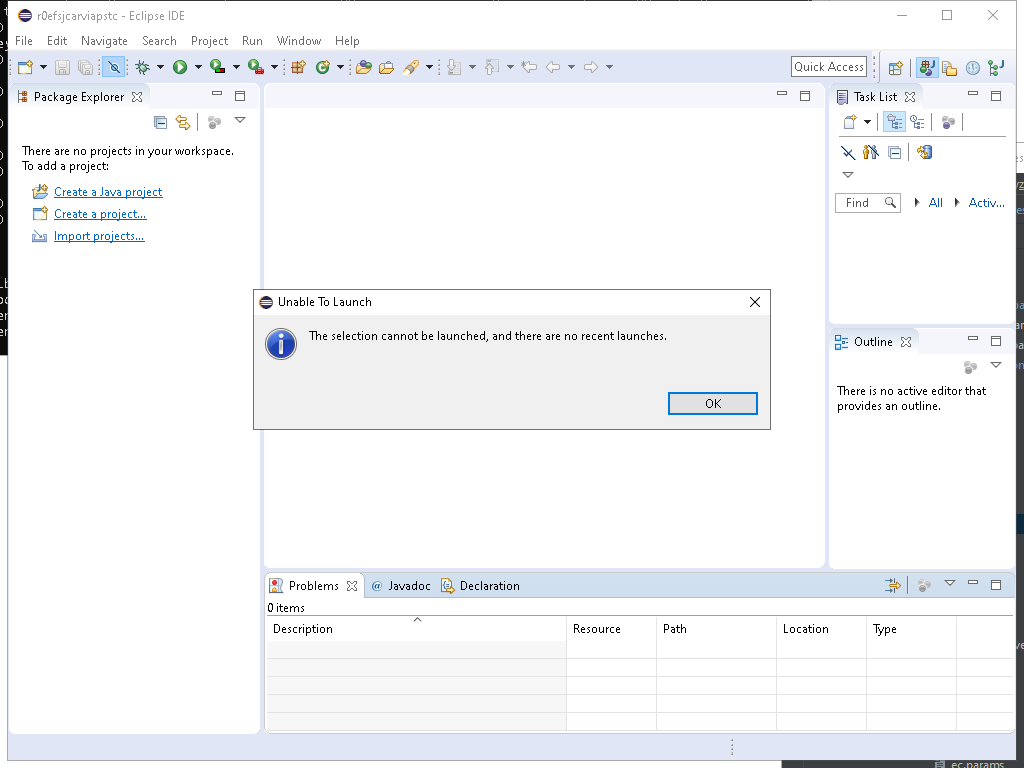 r0efsjcarviapstc - Eclipse IDE
File Edit Navigate Search Project Run Window Help
Quick Access
Package Explorer
There are no projects in your workspace.
To add a project:
Create a Java project
Create a project...
Import projects...
Task List
Find All Activ...
Unable To Launch
The selection cannot be launched, and there are no recent launches.
OK
Outline
There is no active editor that
provides an outline.
Problems @ Javadoc Declaration
0 items
Description Resource Path Location Type
ec.params